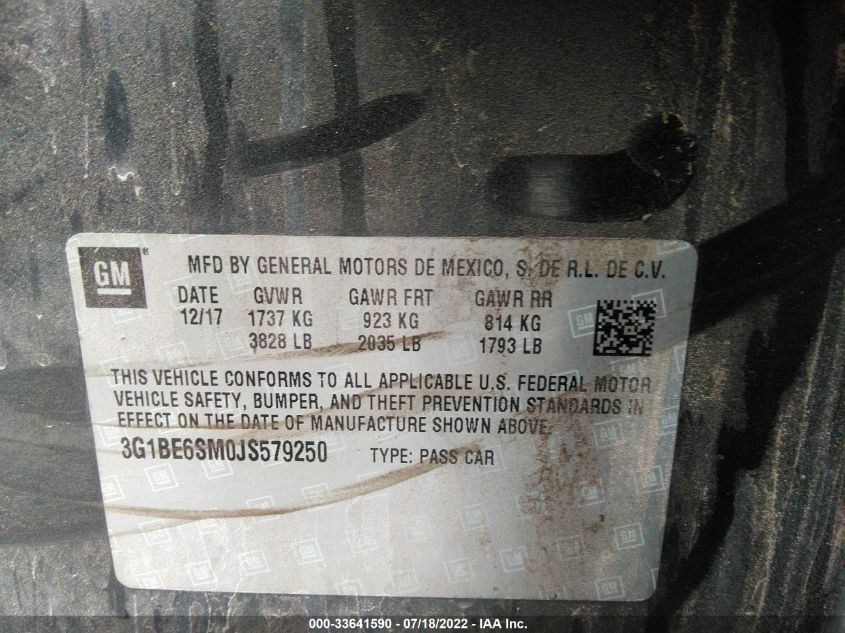 GM ®
MFD BY GENERAL MOTORS DE MEXICO, S. DE R.L. DE C.V.
DATE GVWR GAWR FRT GAWR RR
12/17 1737 KG 923 KG 814 KG
3828 LB 2035 LB 1793 LB
THIS VEHICLE CONFORMS TO ALL APPLICABLE U.S. FEDERAL MOTOR
VEHICLE SAFETY, BUMPER, AND THEFT PREVENTION STANDARDS IN
EFFECT ON THE DATE OF MANUFACTURE SHOWN ABOVE.
3G1BE6SM0JS579250 TYPE: PASS CAR
000-33641590 - 07/18/2022 - IAA Inc.